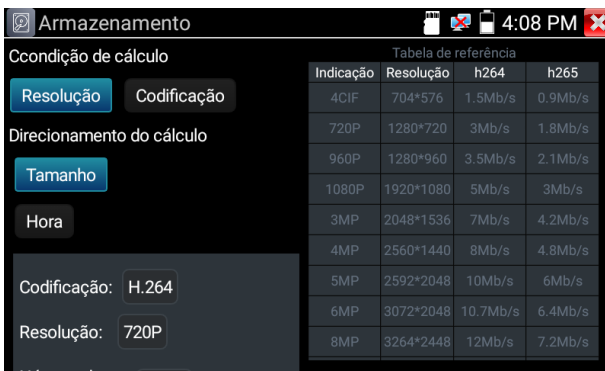 Armazenamento 4:08 PM
Ccondição de cálculo
Resolução Codificação
Direcionamento do cálculo
Tamanho
Hora
Codificação: H.264
Resolução: 720P
Tabela de referência
Indicação Resolução h264 h265
4CIF 704*576 1.5Mb/s 0.9Mb/s
720P 1280*720 3Mb/s 1.8Mb/s
960P 1280*960 3.5Mb/s 2.1Mb/s
1080P 1920*1080 5Mb/s 3Mb/s
3MP 2048*1536 7Mb/s 4.2Mb/s
4MP 2560*1440 8Mb/s 4.8Mb/s
5MP 2592*2048 10Mb/s 6Mb/s
6MP 3072*2048 10.7Mb/s 6.4Mb/s
8MP 3264*2448 12Mb/s 7.2Mb/s